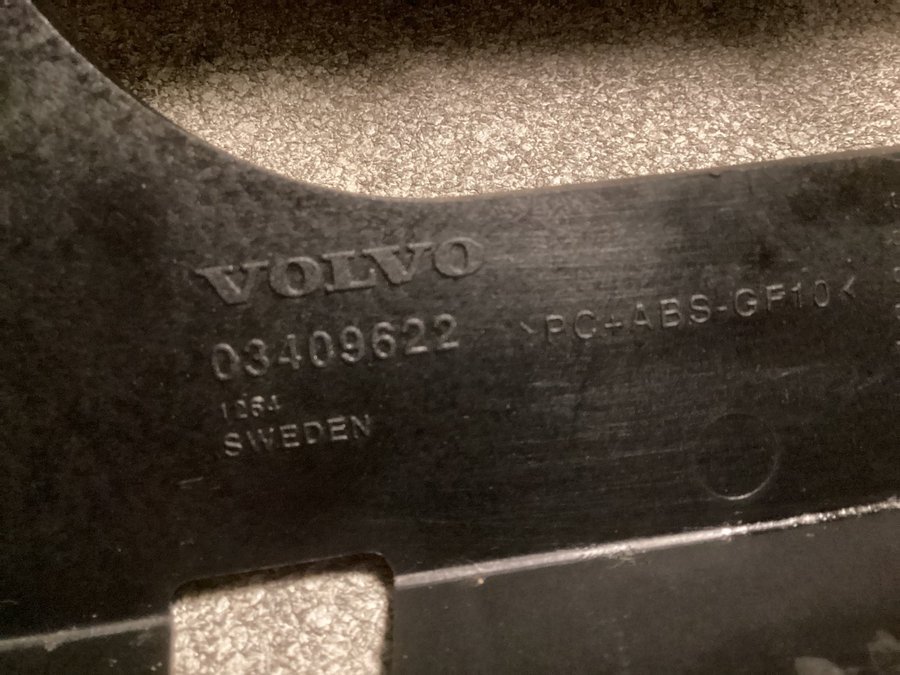 VOLVO
03409622
>PC+ABS-GF10<
1264
SWEDEN